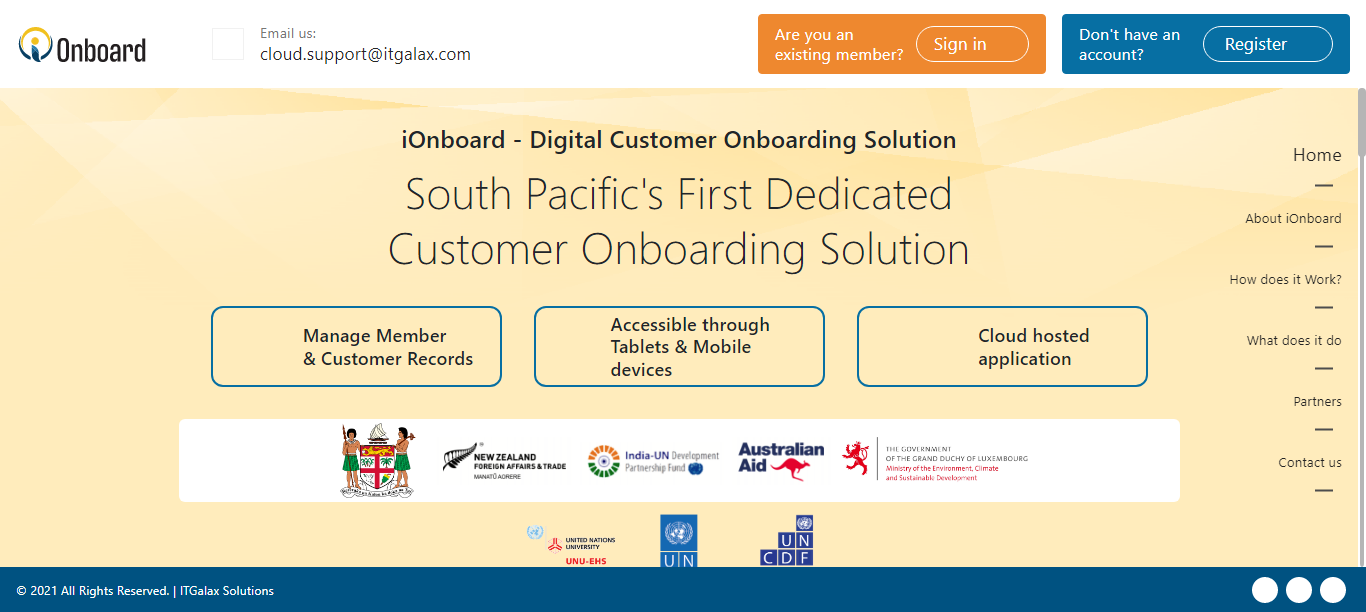 Onboard
Email us:
cloud.support@itgalax.com
Are you an
existing member?
Sign in
Don't have an
account?
Register
iOnboard - Digital Customer Onboarding Solution
South Pacific's First Dedicated
Customer Onboarding Solution
Home
About iOnboard
How does it Work?
What does it do
Partners
Contact us
Manage Member
& Customer Records
Accessible through
Tablets & Mobile
devices
Cloud hosted
application
NEW ZEALAND
FOREIGN AFFAIRS & TRADE
MANATŪ AORERE
India-UN Development
Partnership Fund
Australian
Aid
THE GOVERNMENT
OF THE GRAND DUCHY OF LUXEMBOURG
Ministry of the Environment, Climate
and Sustainable Development
UNITED NATIONS
UNIVERSITY
UNU-EHS
UN
UN
CDF
© 2021 All Rights Reserved. | ITGalax Solutions